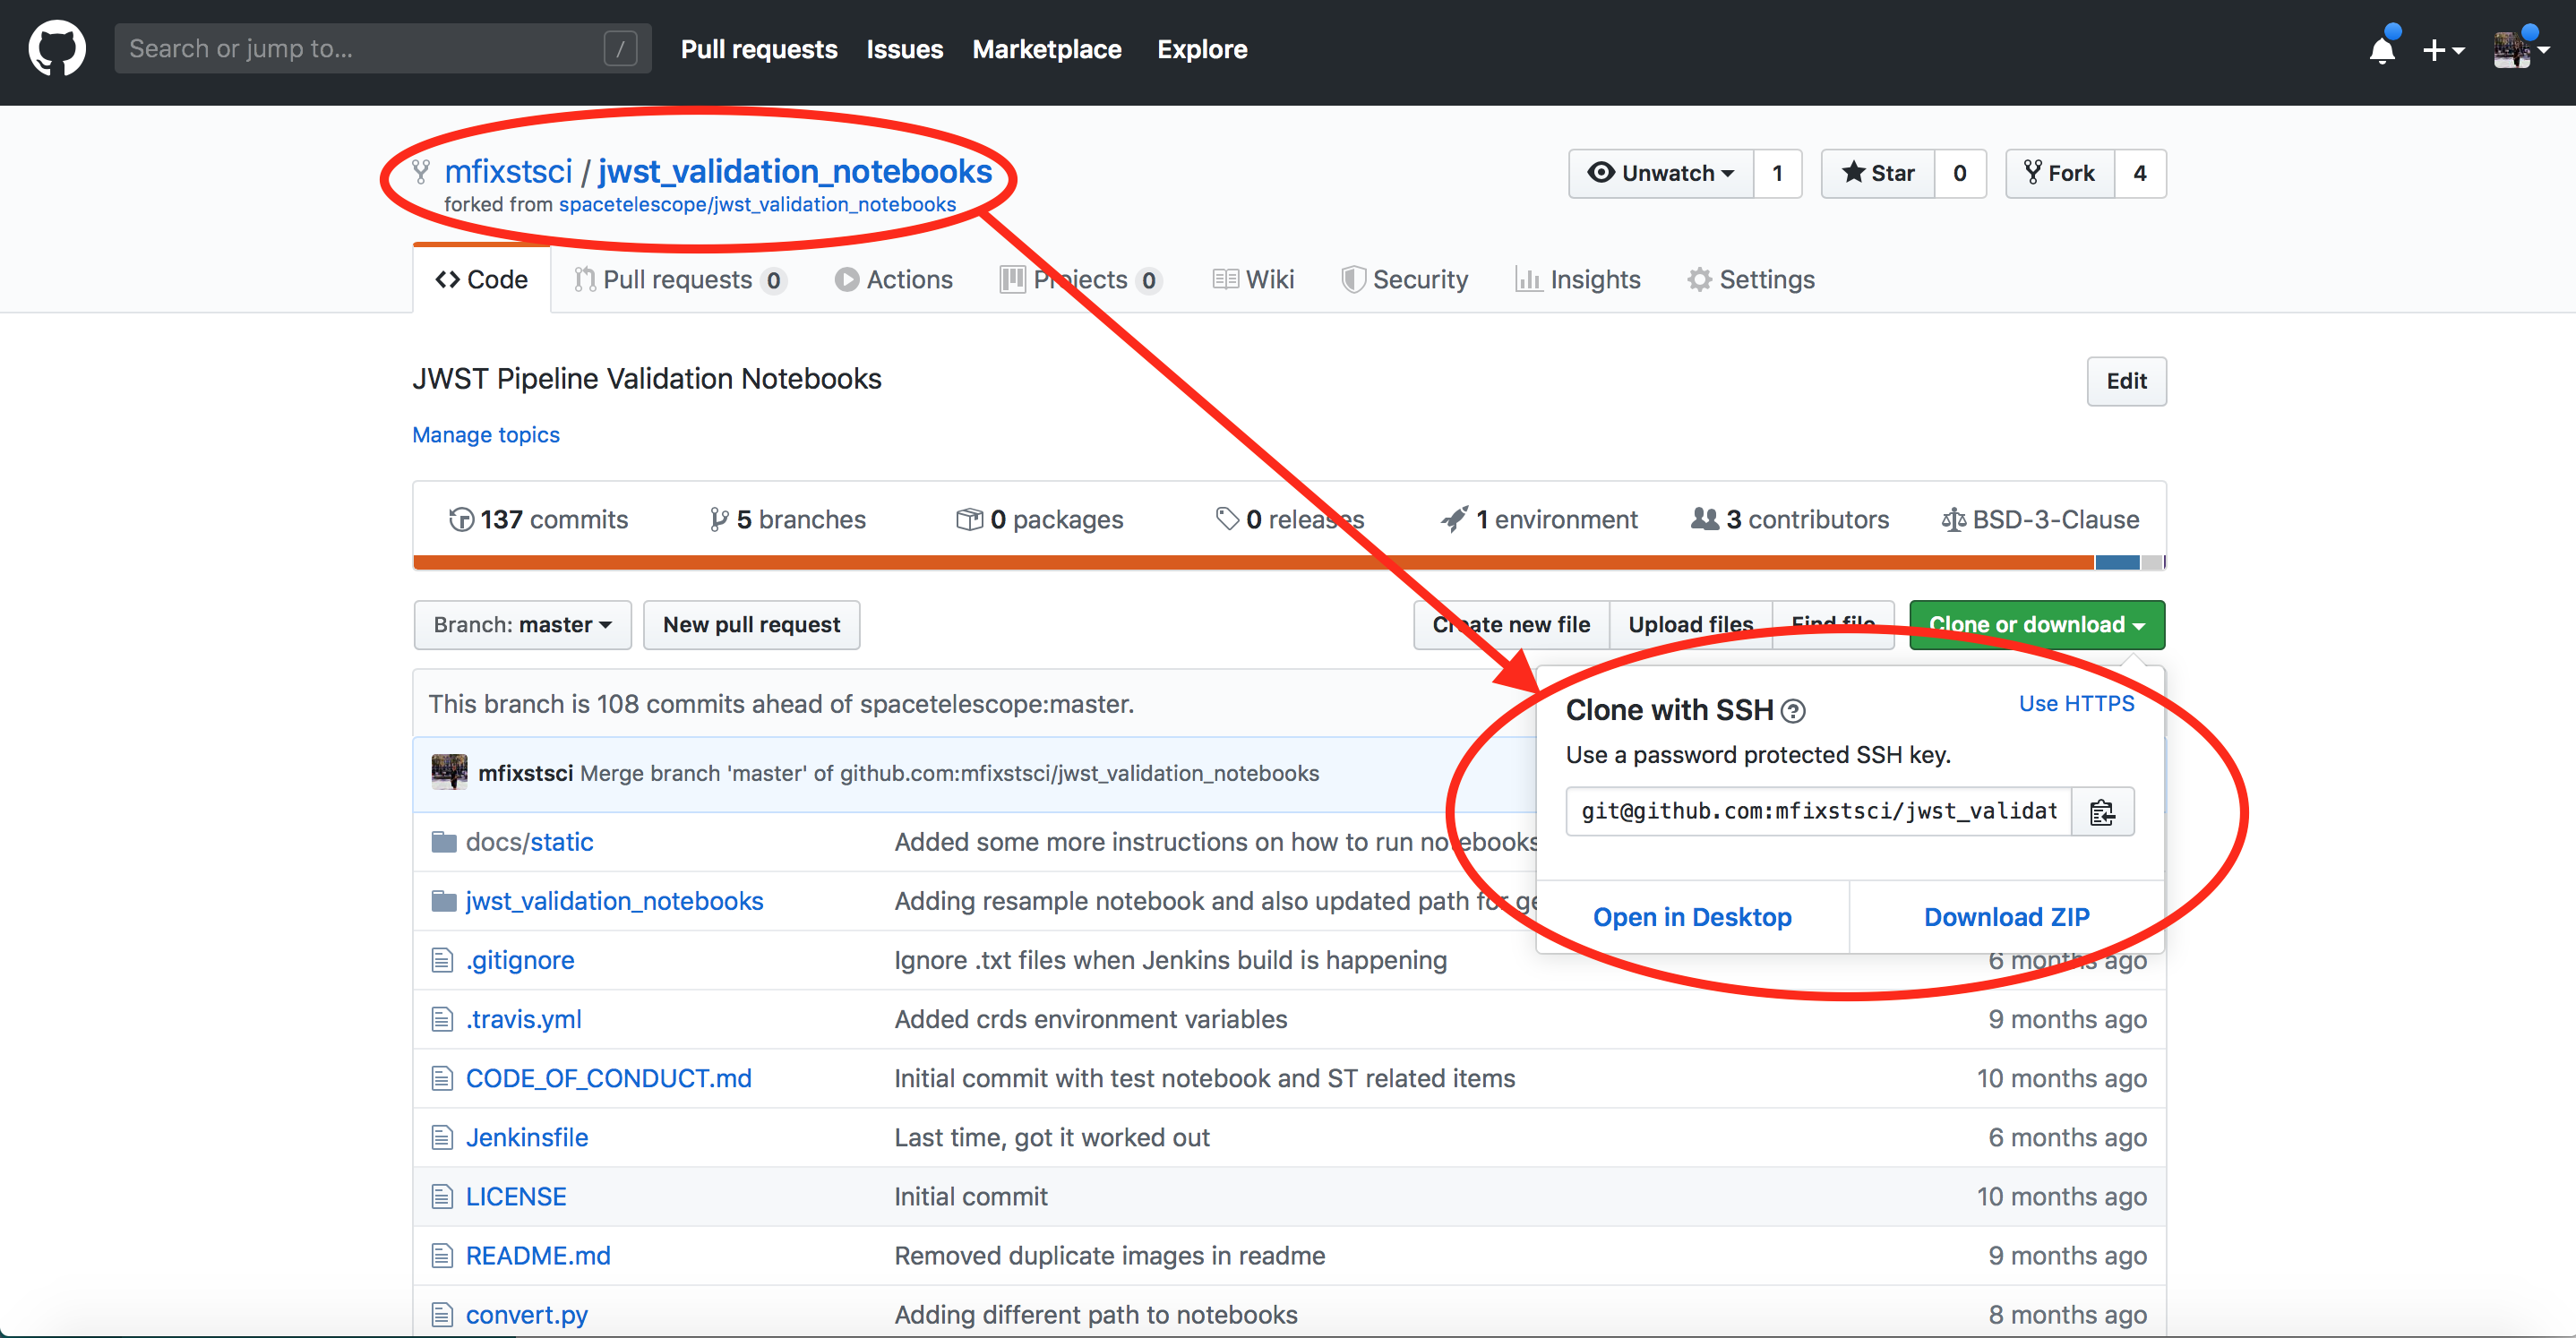 Search or jump to... / Pull requests Issues Marketplace Explore
mfixstsci / jwst_validation_notebooks
forked from spacetelescope/jwst_validation_notebooks
Unwatch 1 Star 0 Fork 4
Code Pull requests 0 Actions Projects 0 Wiki Security Insights Settings
JWST Pipeline Validation Notebooks
Edit
Manage topics
137 commits 5 branches 0 packages 0 releases 1 environment 3 contributors BSD-3-Clause
Branch: master New pull request Create new file Upload files Find file Clone or download
This branch is 108 commits ahead of spacetelescope:master.
Clone with SSH ?
Use HTTPS
Use a password protected SSH key.
git@github.com:mfixstsci/jwst_validat
Open in Desktop Download ZIP
mfixstsci Merge branch 'master' of github.com:mfixstsci/jwst_validation_notebooks
docs/static Added some more instructions on how to run notebooks
jwst_validation_notebooks Adding resample notebook and also updated path for ge
.gitignore Ignore .txt files when Jenkins build is happening 6 months ago
.travis.yml Added crds environment variables 9 months ago
CODE_OF_CONDUCT.md Initial commit with test notebook and ST related items 10 months ago
Jenkinsfile Last time, got it worked out 6 months ago
LICENSE Initial commit 10 months ago
README.md Removed duplicate images in readme 9 months ago
convert.py Adding different path to notebooks 8 months ago